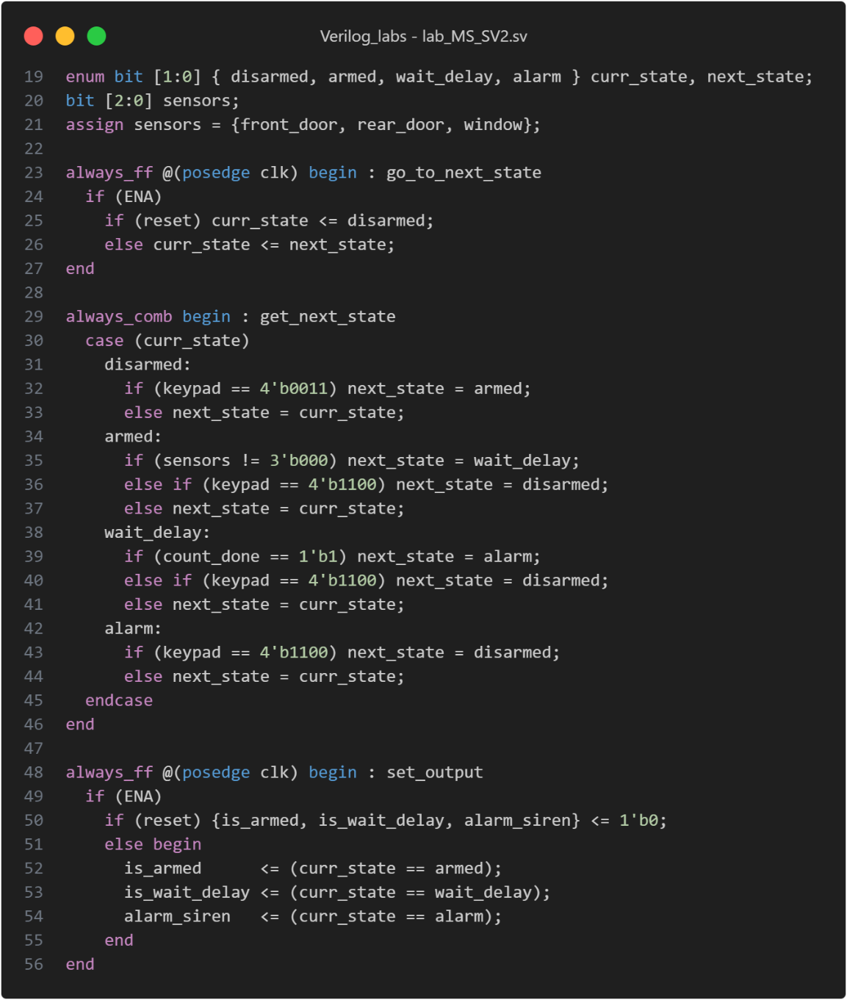 Verilog_labs - lab_MS_SV2.sv
19 enum bit [1:0] { disarmed, armed, wait_delay, alarm } curr_state, next_state;
20 bit [2:0] sensors;
21 assign sensors = {front_door, rear_door, window};
22
23 always_ff @(posedge clk) begin : go_to_next_state
24   if (ENA)
25     if (reset) curr_state <= disarmed;
26     else curr_state <= next_state;
27 end
28
29 always_comb begin : get_next_state
30   case (curr_state)
31     disarmed:
32       if (keypad == 4'b0011) next_state = armed;
33       else next_state = curr_state;
34     armed:
35       if (sensors != 3'b000) next_state = wait_delay;
36       else if (keypad == 4'b1100) next_state = disarmed;
37       else next_state = curr_state;
38     wait_delay:
39       if (count_done == 1'b1) next_state = alarm;
40       else if (keypad == 4'b1100) next_state = disarmed;
41       else next_state = curr_state;
42     alarm:
43       if (keypad == 4'b1100) next_state = disarmed;
44       else next_state = curr_state;
45   endcase
46 end
47
48 always_ff @(posedge clk) begin : set_output
49   if (ENA)
50     if (reset) {is_armed, is_wait_delay, alarm_siren} <= 1'b0;
51     else begin
52       is_armed      <= (curr_state == armed);
53       is_wait_delay <= (curr_state == wait_delay);
54       alarm_siren   <= (curr_state == alarm);
55     end
56 end